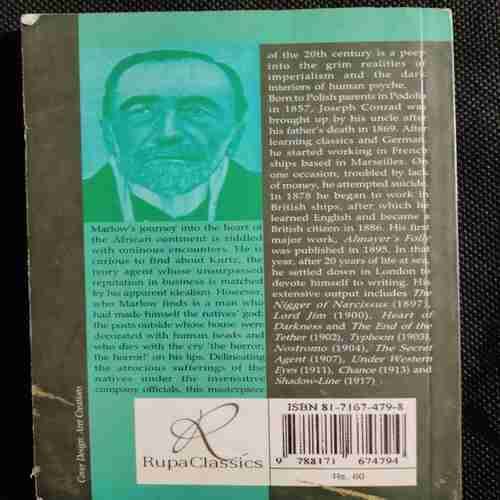 Marlow's journey into the heart of
the African continent is riddled
with ominous encounters. He is
curious to find about Kurtz, the
ivory agent whose unsurpassed
reputation in business is matched
by his apparent idealism. However,
who Marlow finds is a man who
had made himself the natives' god:
the posts outside whose house were
decorated with human heads and
who dies with the cry 'the horror,
the horror!' on his lips. Delineating
the atrocious sufferings of the
natives under the insensitive
company officials, this masterpiece
of the 20th century is a peep
into the grim realities of
imperialism and the dark
interiors of human psyche.
Born to Polish parents in Podolia
in 1857, Joseph Conrad was
brought up by his uncle after
his father's death in 1869. After
learning classics and German,
he started working in French
ships based in Marseilles. On
one occasion, troubled by lack
of money, he attempted suicide.
In 1878 he began to work in
British ships, after which he
learned English and became a
British citizen in 1886. His first
major work, Almayer's Folly
was published in 1895. In that
year, after 20 years of life at sea,
he settled down in London to
devote himself to writing. His
extensive output includes The
Nigger of Narcissus (1897),
Lord Jim (1900), Heart of
Darkness and The End of the
Tether (1902), Typhoon (1903),
Nostromo (1904), The Secret
Agent (1907), Under Western
Eyes (1911), Chance (1913) and
Shadow-Line (1917).
Cover Design: Arrt Creations
R
RupaClassics
ISBN 81-7167-479-8
9 788171 674794
Rs. 60